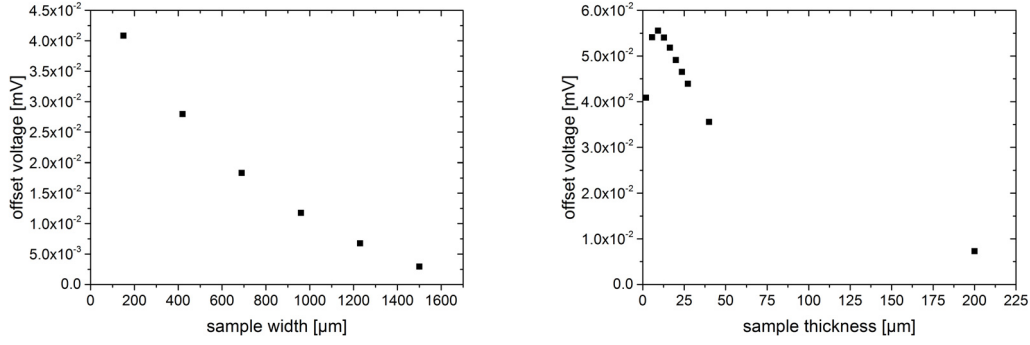 4.5x10⁻²
4.0x10⁻²
3.5x10⁻²
3.0x10⁻²
2.5x10⁻²
2.0x10⁻²
1.5x10⁻²
1.0x10⁻²
5.0x10⁻³
0.0
offset voltage [mV]
0 200 400 600 800 1000 1200 1400 1600
sample width [µm]
6.0x10⁻²
5.0x10⁻²
4.0x10⁻²
3.0x10⁻²
2.0x10⁻²
1.0x10⁻²
0.0
offset voltage [mV]
0 25 50 75 100 125 150 175 200 225
sample thickness [µm]